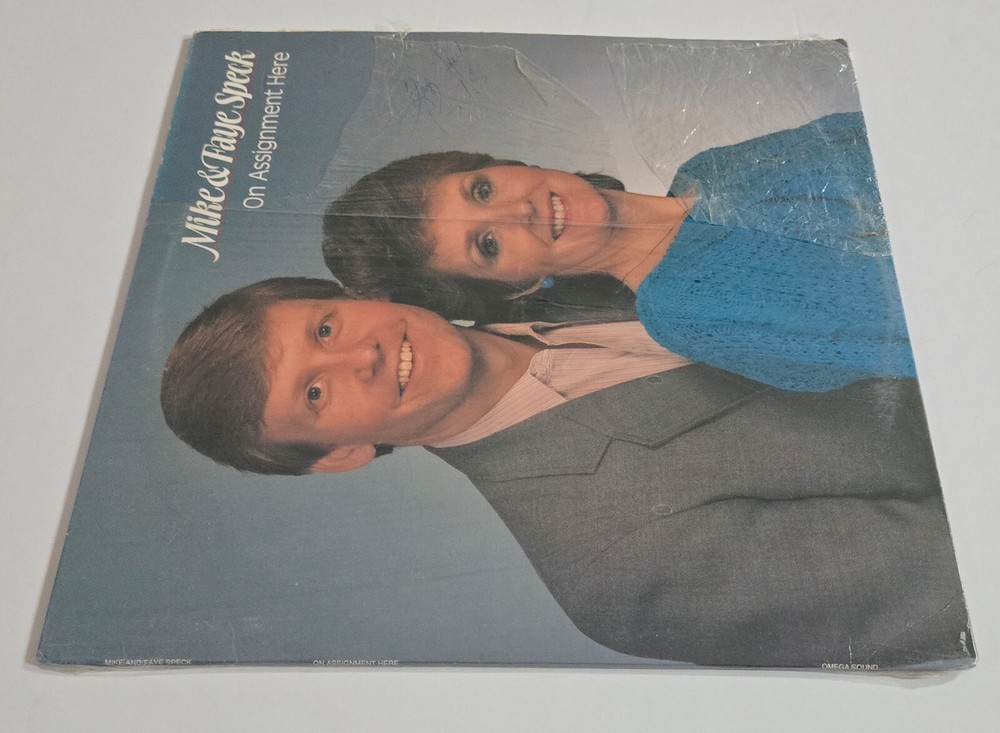 Mike & Faye Speck
On Assignment Here
MIKE AND FAYE SPECK
ON ASSIGNMENT HERE
OMEGA SOUND